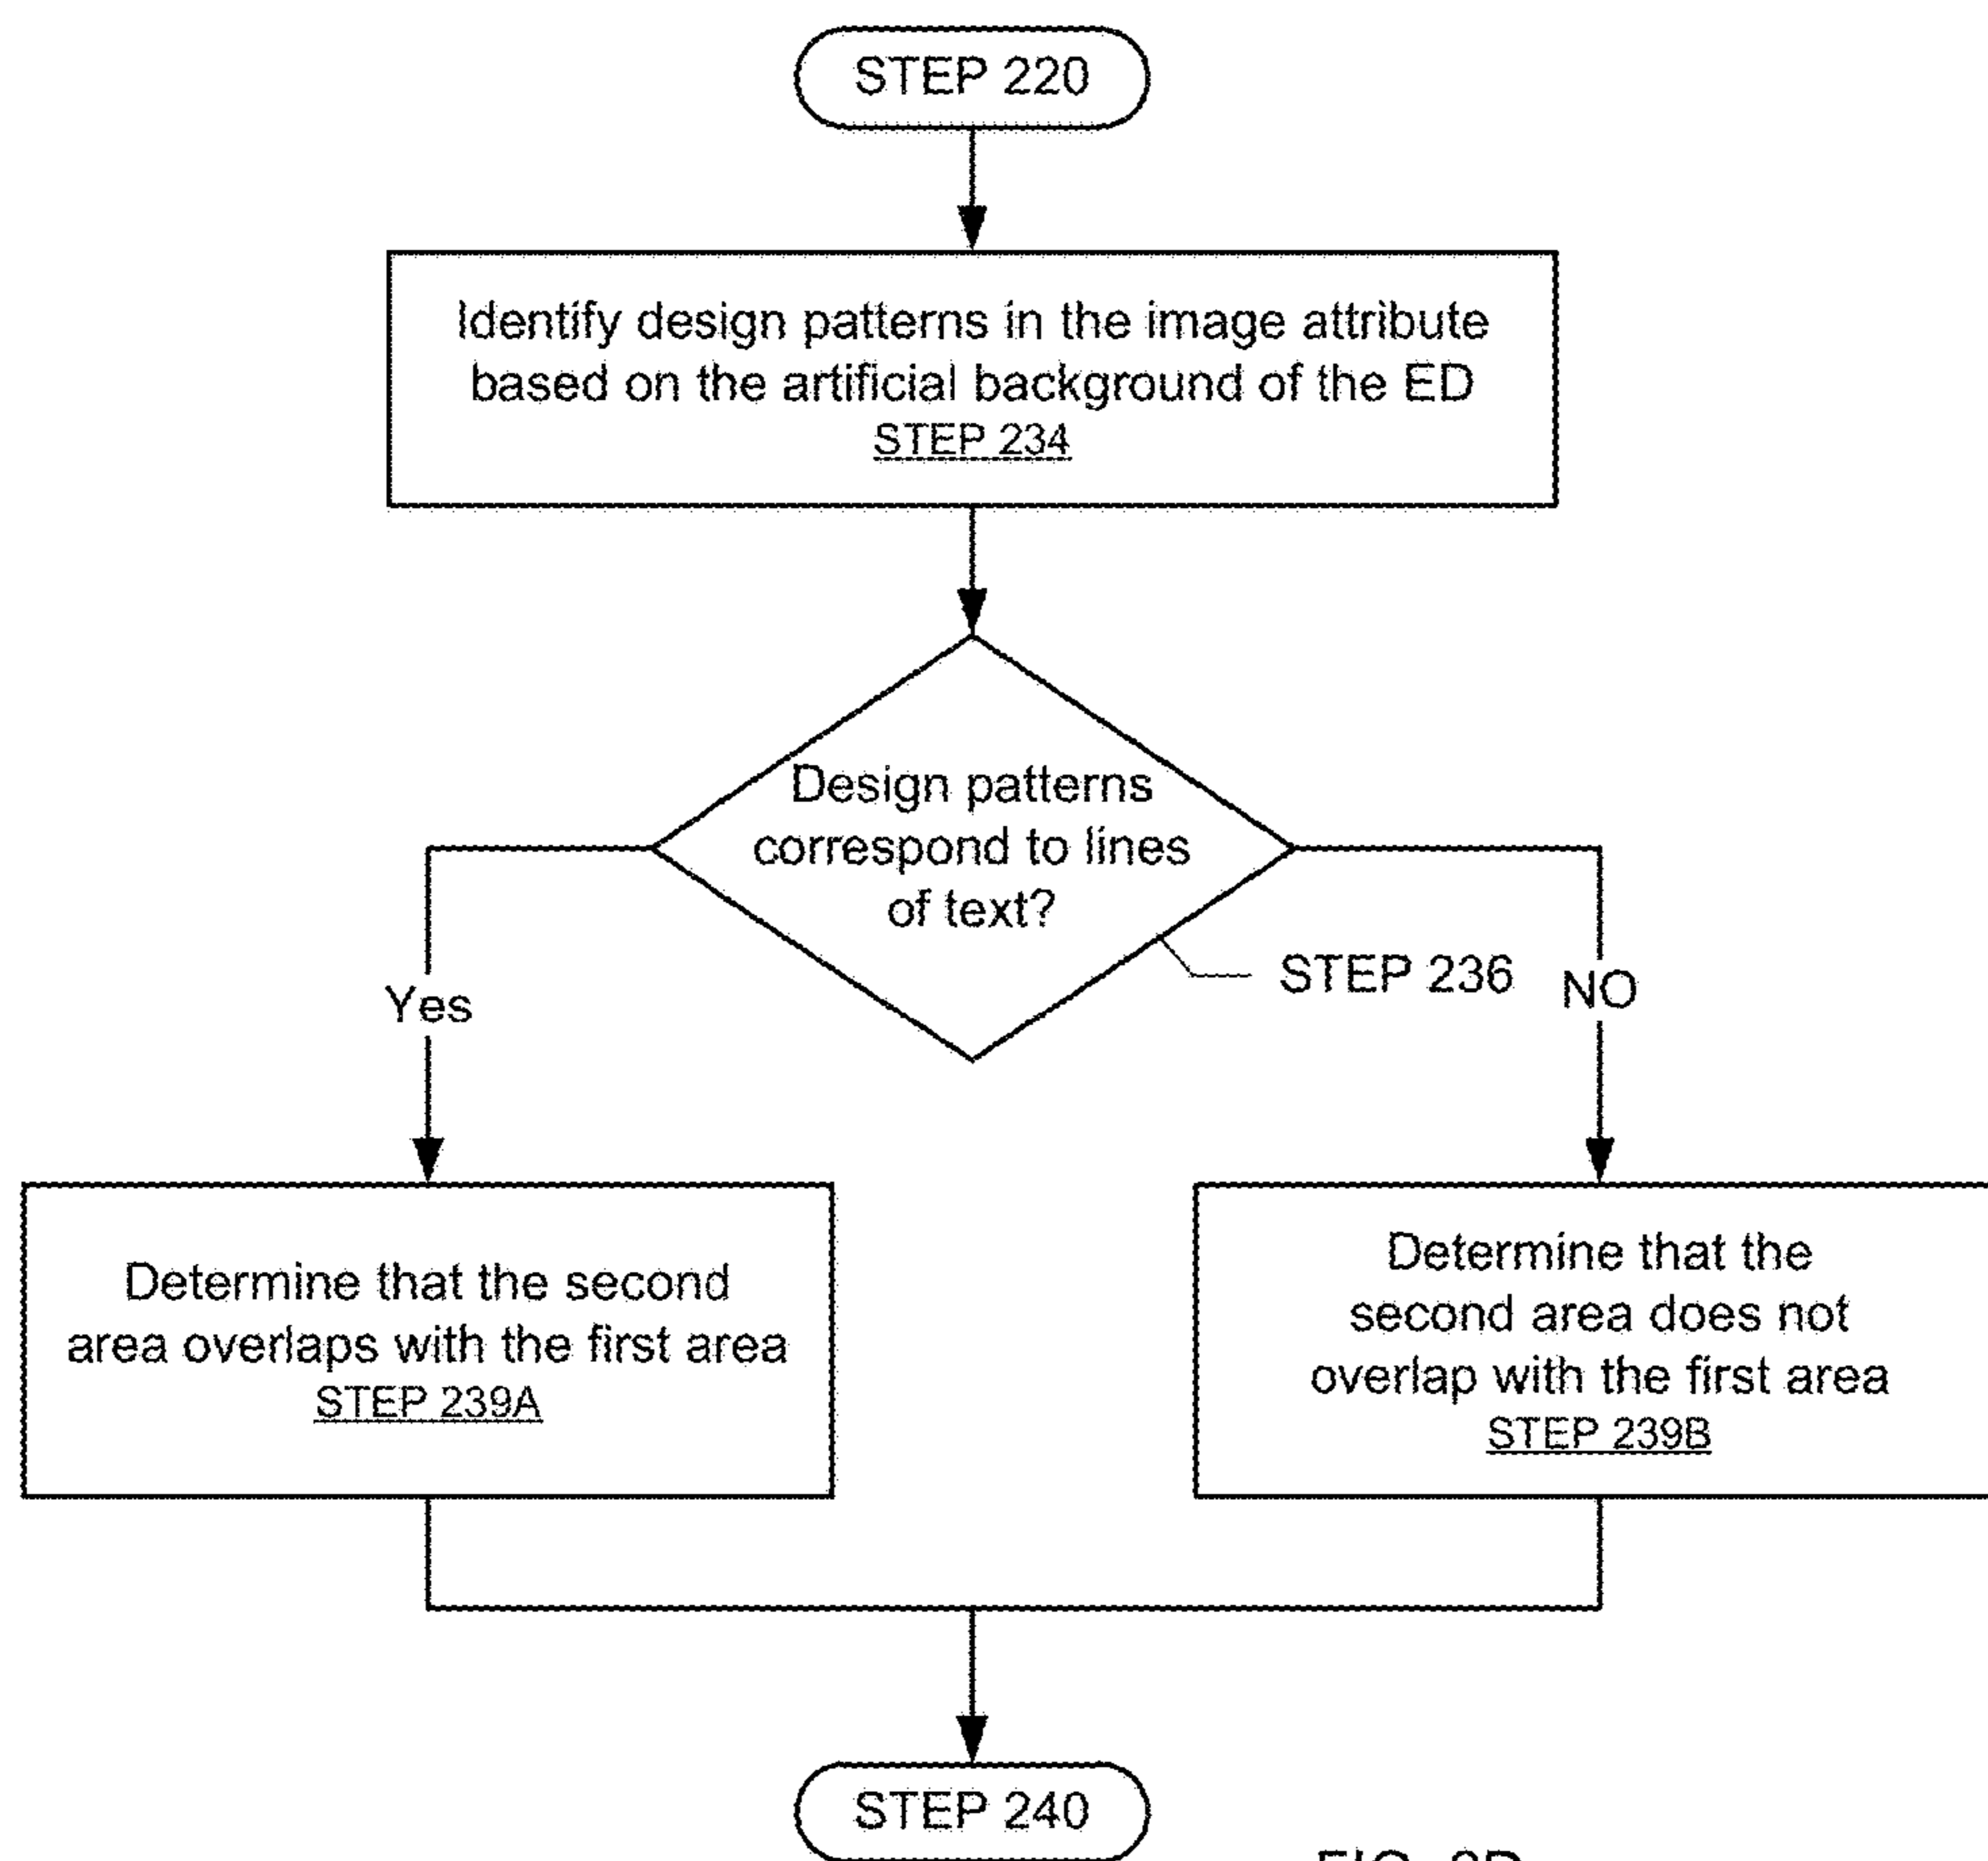 STEP 220
Identify design patterns in the image attribute
based on the artificial background of the ED
STEP 234
Design patterns
correspond to lines
of text?
STEP 236
Yes
NO
Determine that the second
area overlaps with the first area
STEP 239A
Determine that the
second area does not
overlap with the first area
STEP 239B
STEP 240